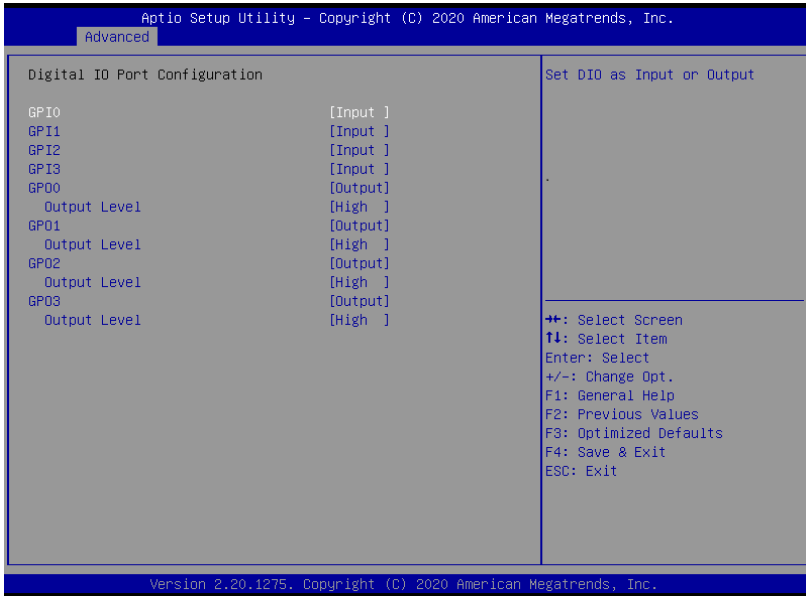 Aptio Setup Utility – Copyright (C) 2020 American Megatrends, Inc.
Advanced
Digital IO Port Configuration
GPI0 [Input ]
GPI1 [Input ]
GPI2 [Input ]
GPI3 [Input ]
GPO0 [Output]
Output Level [High ]
GPO1 [Output]
Output Level [High ]
GPO2 [Output]
Output Level [High ]
GPO3 [Output]
Output Level [High ]
Set DIO as Input or Output
.
→←: Select Screen
↑↓: Select Item
Enter: Select
+/-: Change Opt.
F1: General Help
F2: Previous Values
F3: Optimized Defaults
F4: Save & Exit
ESC: Exit
Version 2.20.1275. Copyright (C) 2020 American Megatrends, Inc.